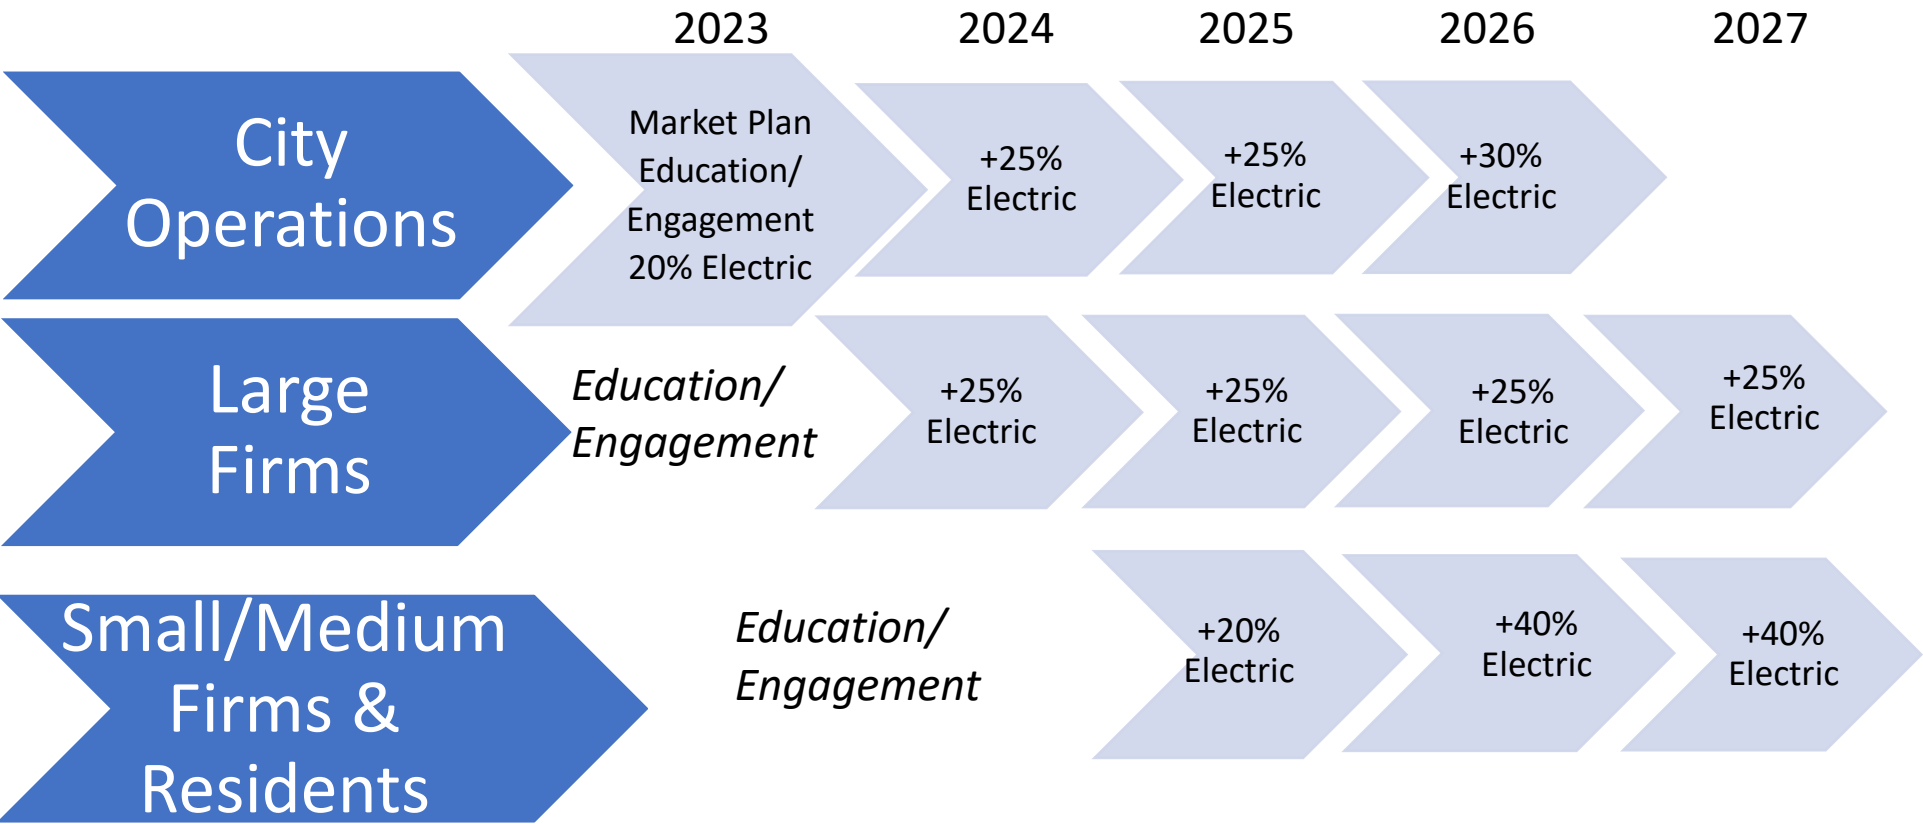 2023 2024 2025 2026 2027
City
Operations
Market Plan
Education/
Engagement
20% Electric
+25%
Electric
+25%
Electric
+30%
Electric
Large
Firms
Education/
Engagement
+25%
Electric
+25%
Electric
+25%
Electric
+25%
Electric
Small/Medium
Firms &
Residents
Education/
Engagement
+20%
Electric
+40%
Electric
+40%
Electric